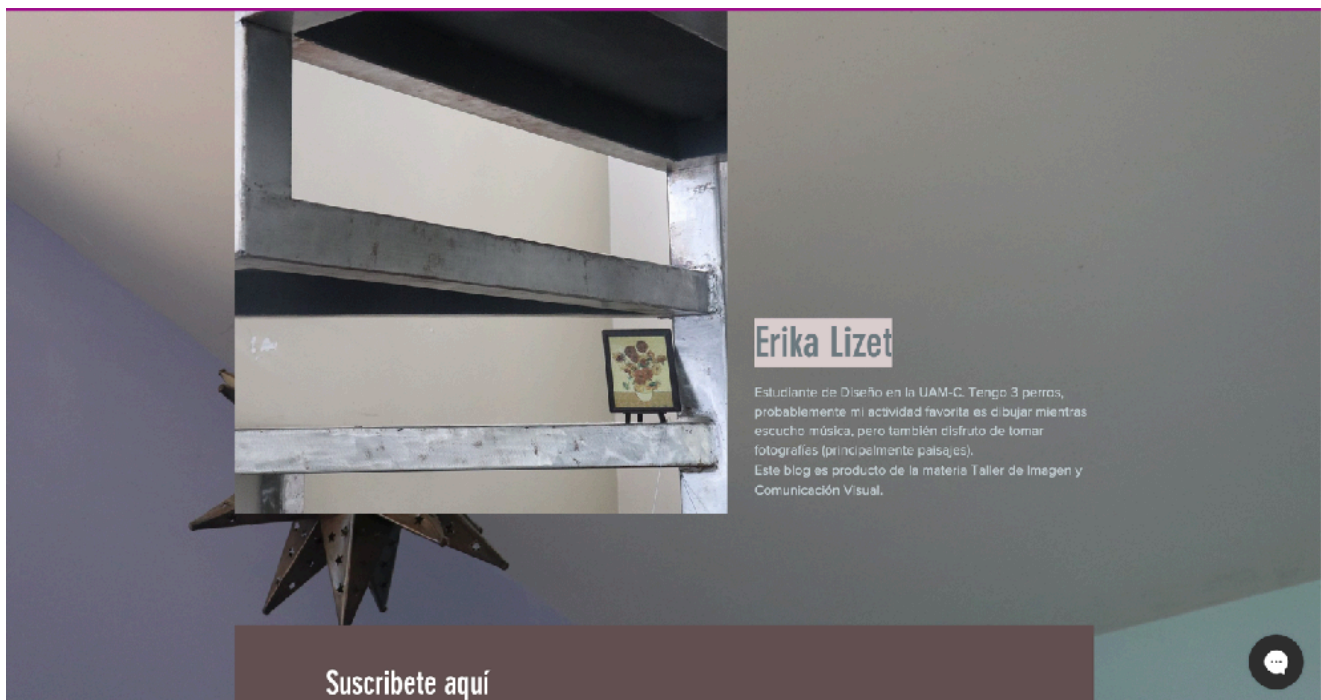 Erika Lizet
Estudiante de Diseño en la UAM-C. Tengo 3 perros,
probablemente mi actividad favorita es dibujar mientras
escucho música, pero también disfruto de tomar
fotografías (principalmente paisajes).
Este blog es producto de la materia Taller de Imagen y
Comunicación Visual.
Suscribete aquí